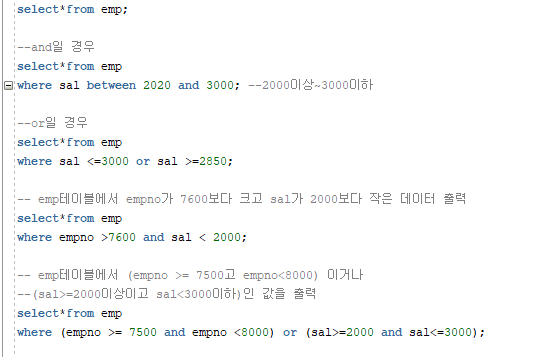 select*from emp;
--and일 경우
select*from emp
where sal between 2020 and 3000; --2000이상~3000이하
--or일 경우
select*from emp
where sal <=3000 or sal >=2850;
-- emp테이블에서 empno가 7600보다 크고 sal가 2000보다 작은 데이터 출력
select*from emp
where empno >7600 and sal < 2000;
-- emp테이블에서 (empno >= 7500고 empno<8000) 이거나
--(sal>=2000이상이고 sal<3000이하)인 값을 출력
select*from emp
where (empno >= 7500 and empno <8000) or (sal>=2000 and sal<=3000);